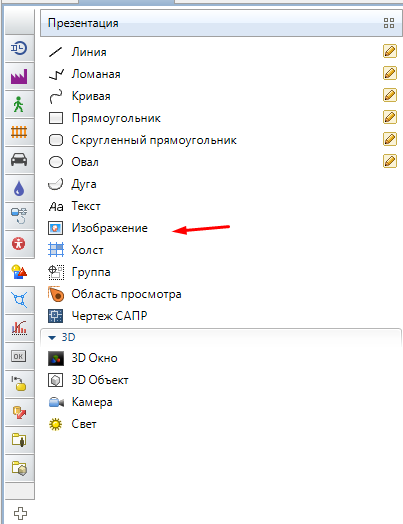 Презентация
Линия
Ломаная
Кривая
Прямоугольник
Скругленный прямоугольник
Овал
Дуга
Aa Текст
Изображение
Холст
Группа
Область просмотра
Чертеж САПР
3D
3D Окно
3D Объект
Камера
OK
Свет